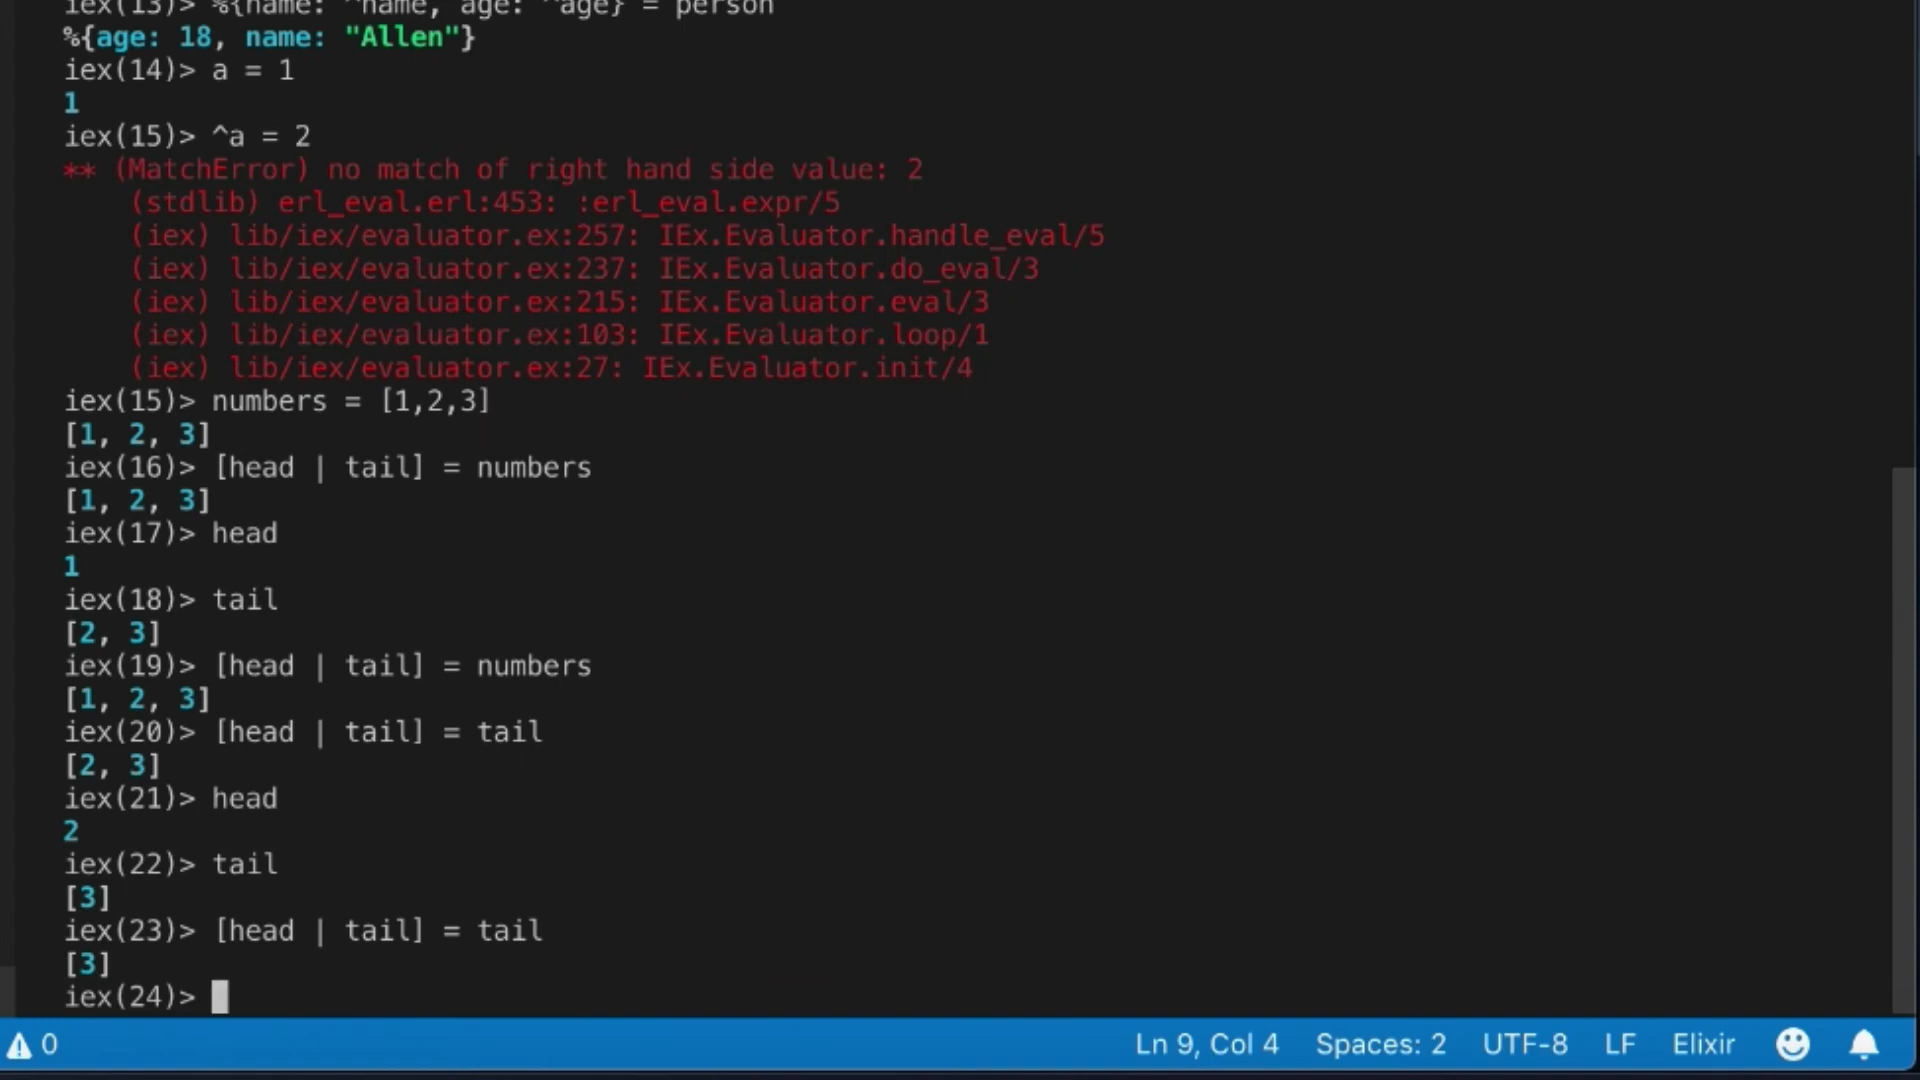 iex(13)> %{name: ^name, age: ^age} = person
%{age: 18, name: "Allen"}
iex(14)> a = 1
1
iex(15)> ^a = 2
** (MatchError) no match of right hand side value: 2
    (stdlib) erl_eval.erl:453: :erl_eval.expr/5
    (iex) lib/iex/evaluator.ex:257: IEx.Evaluator.handle_eval/5
    (iex) lib/iex/evaluator.ex:237: IEx.Evaluator.do_eval/3
    (iex) lib/iex/evaluator.ex:215: IEx.Evaluator.eval/3
    (iex) lib/iex/evaluator.ex:103: IEx.Evaluator.loop/1
    (iex) lib/iex/evaluator.ex:27: IEx.Evaluator.init/4
iex(15)> numbers = [1,2,3]
[1, 2, 3]
iex(16)> [head | tail] = numbers
[1, 2, 3]
iex(17)> head
1
iex(18)> tail
[2, 3]
iex(19)> [head | tail] = numbers
[1, 2, 3]
iex(20)> [head | tail] = tail
[2, 3]
iex(21)> head
2
iex(22)> tail
[3]
iex(23)> [head | tail] = tail
[3]
iex(24)>
0 Ln 9, Col 4 Spaces: 2 UTF-8 LF Elixir